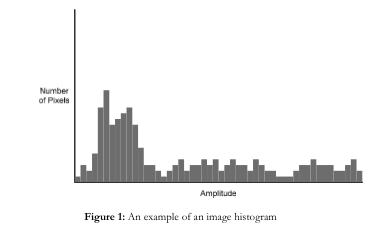 Number
of Pixels
Amplitude
Figure 1: An example of an image histogram